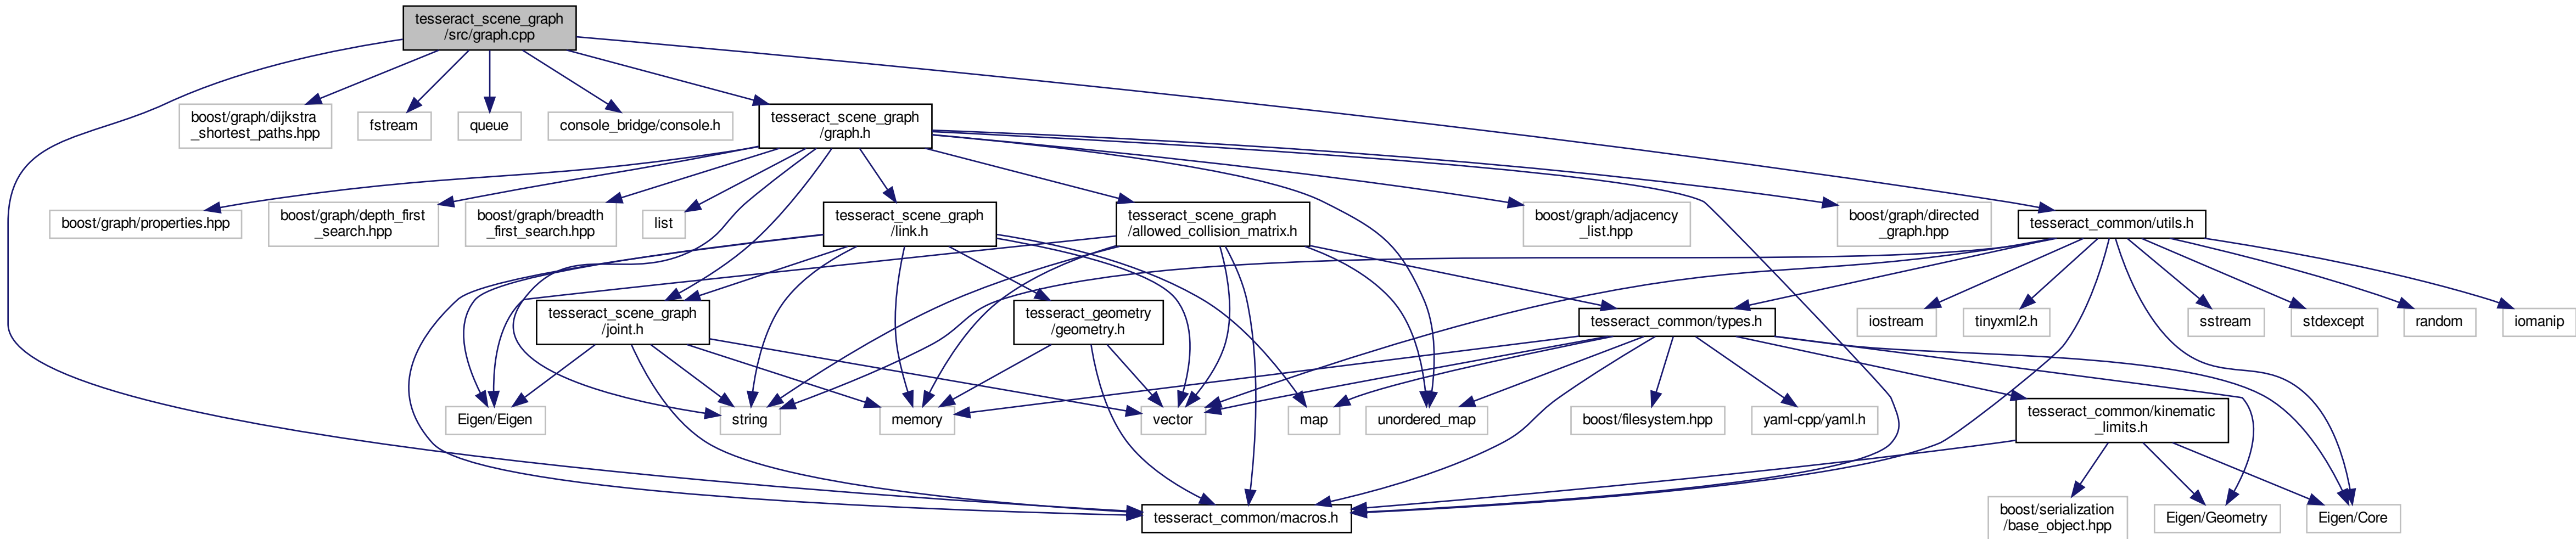 tesseract_scene_graph
/src/graph.cpp
boost/graph/dijkstra
_shortest_paths.hpp
fstream
queue
console_bridge/console.h
tesseract_scene_graph
/graph.h
boost/graph/properties.hpp
boost/graph/depth_first
_search.hpp
boost/graph/breadth
_first_search.hpp
list
tesseract_scene_graph
/link.h
tesseract_scene_graph
/allowed_collision_matrix.h
boost/graph/adjacency
_list.hpp
boost/graph/directed
_graph.hpp
tesseract_common/utils.h
tesseract_scene_graph
/joint.h
tesseract_geometry
/geometry.h
tesseract_common/types.h
iostream
tinyxml2.h
sstream
stdexcept
random
iomanip
Eigen/Eigen
string
memory
vector
map
unordered_map
boost/filesystem.hpp
yaml-cpp/yaml.h
tesseract_common/kinematic
_limits.h
tesseract_common/macros.h
boost/serialization
/base_object.hpp
Eigen/Geometry
Eigen/Core